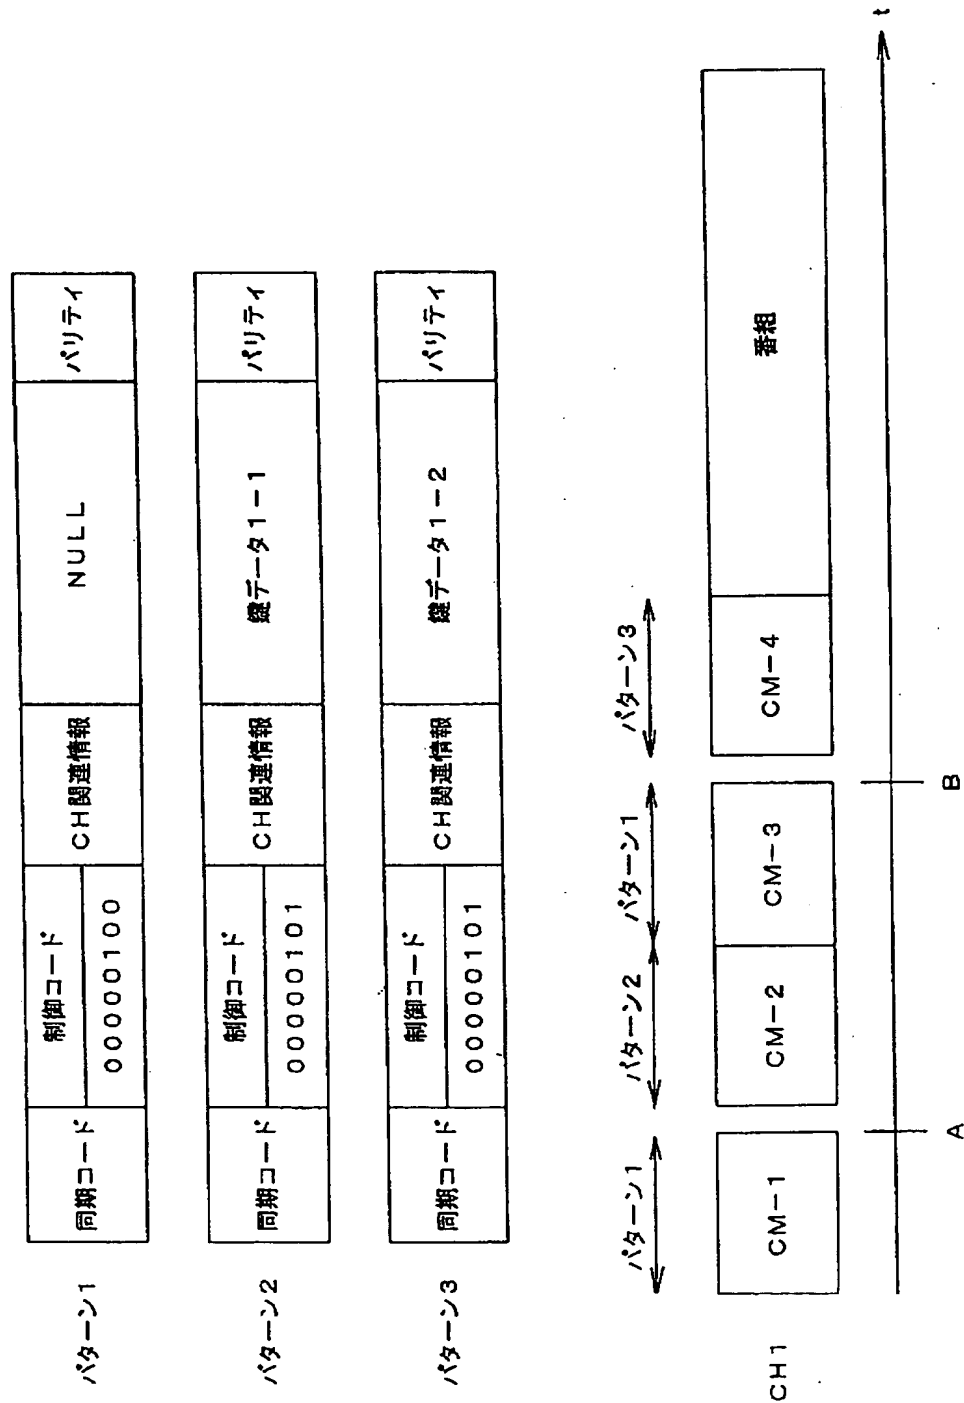 パターン1
同期コード
制御コード
00000100
CH関連情報
NULL
パリティ
パターン2
同期コード
制御コード
00000101
CH関連情報
鍵データ1-1
パリティ
パターン3
同期コード
制御コード
00000101
CH関連情報
鍵データ1-2
パリティ
パターン1
パターン2
パターン1
パターン3
CH1
CM-1
CM-2
CM-3
CM-4
番組
A
B
t